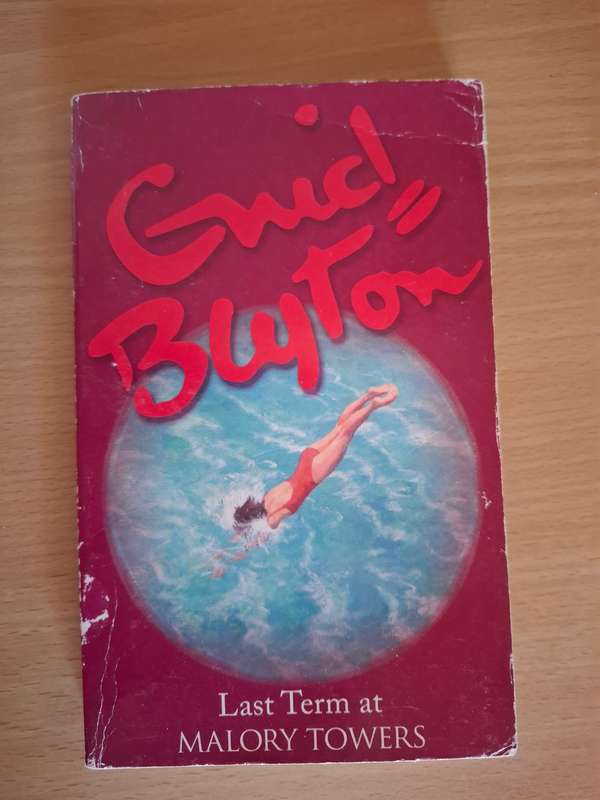 Enid
Blyton
Last Term at
MALORY TOWERS